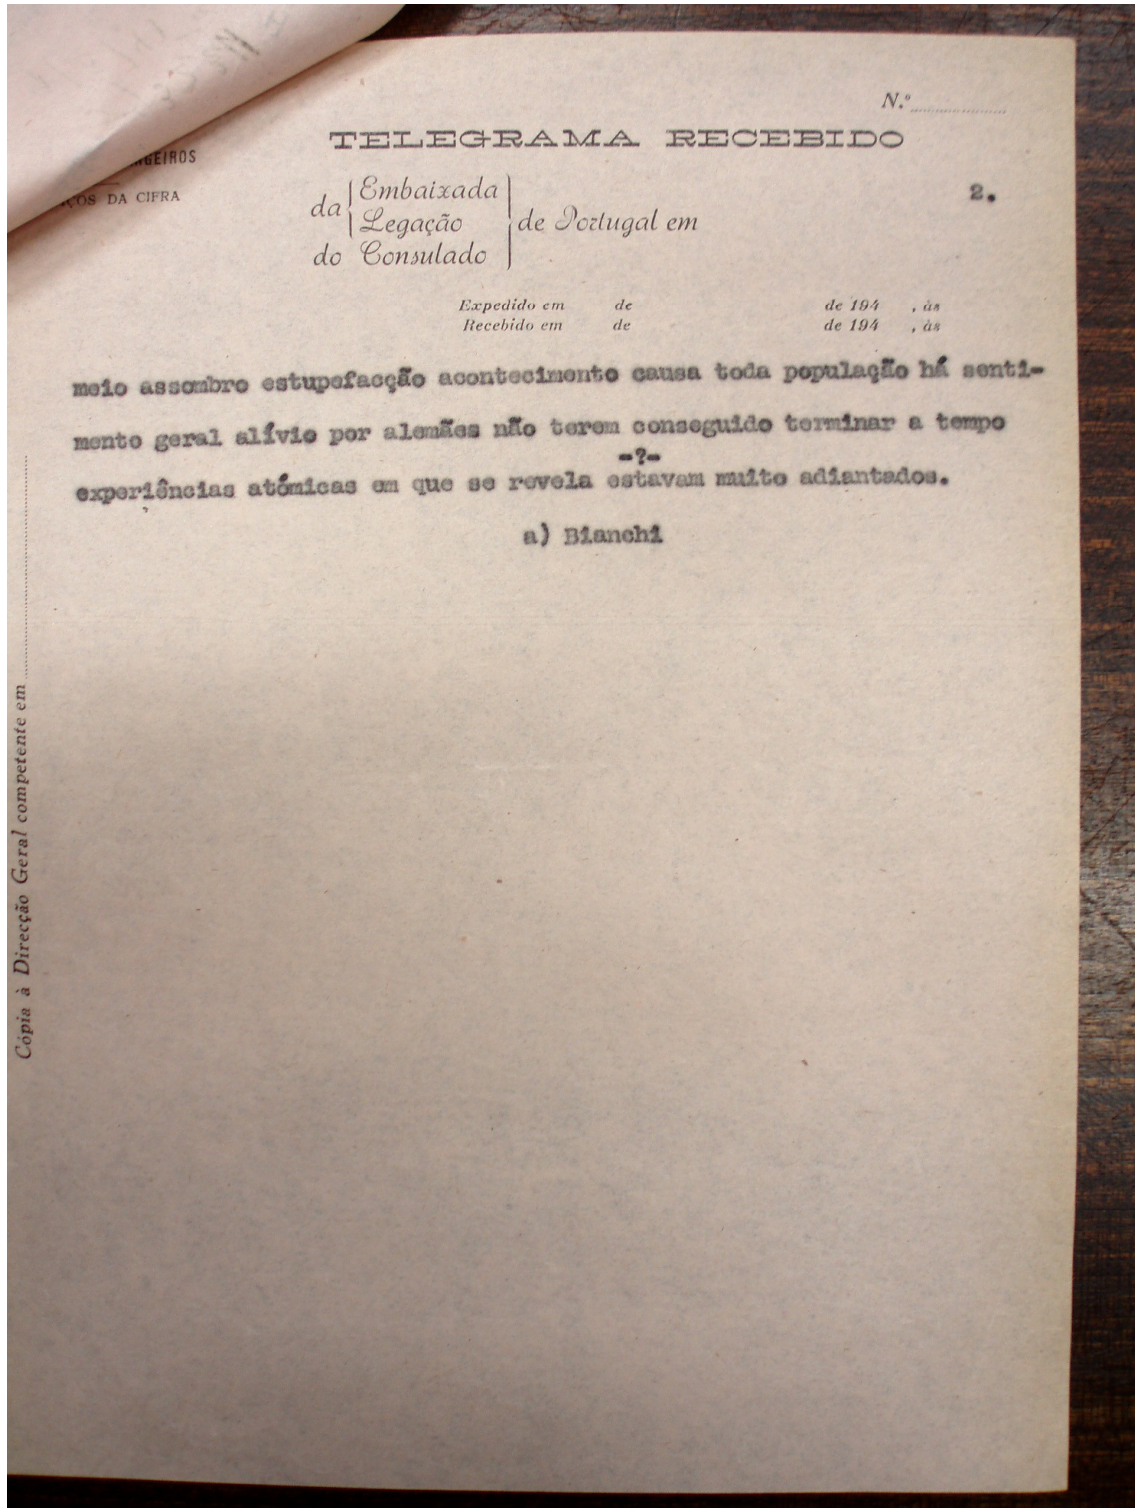 N.º
TELEGRAMA RECEBIDO
GEIROS
DA CIFRA
2.
da Embaixada
Legação
do Consulado
de Portugal em
Expedido em de de 194 , às
Recebido em de de 194 , às
meio assombro estupefacção acontecimento causa toda população há senti-
mento geral alívio por alemães não terem conseguido terminar a tempo
-?-
experiências atómicas em que se revela estavam muito adiantados.
a) Bianchi
Cópia à Direcção Geral competente em